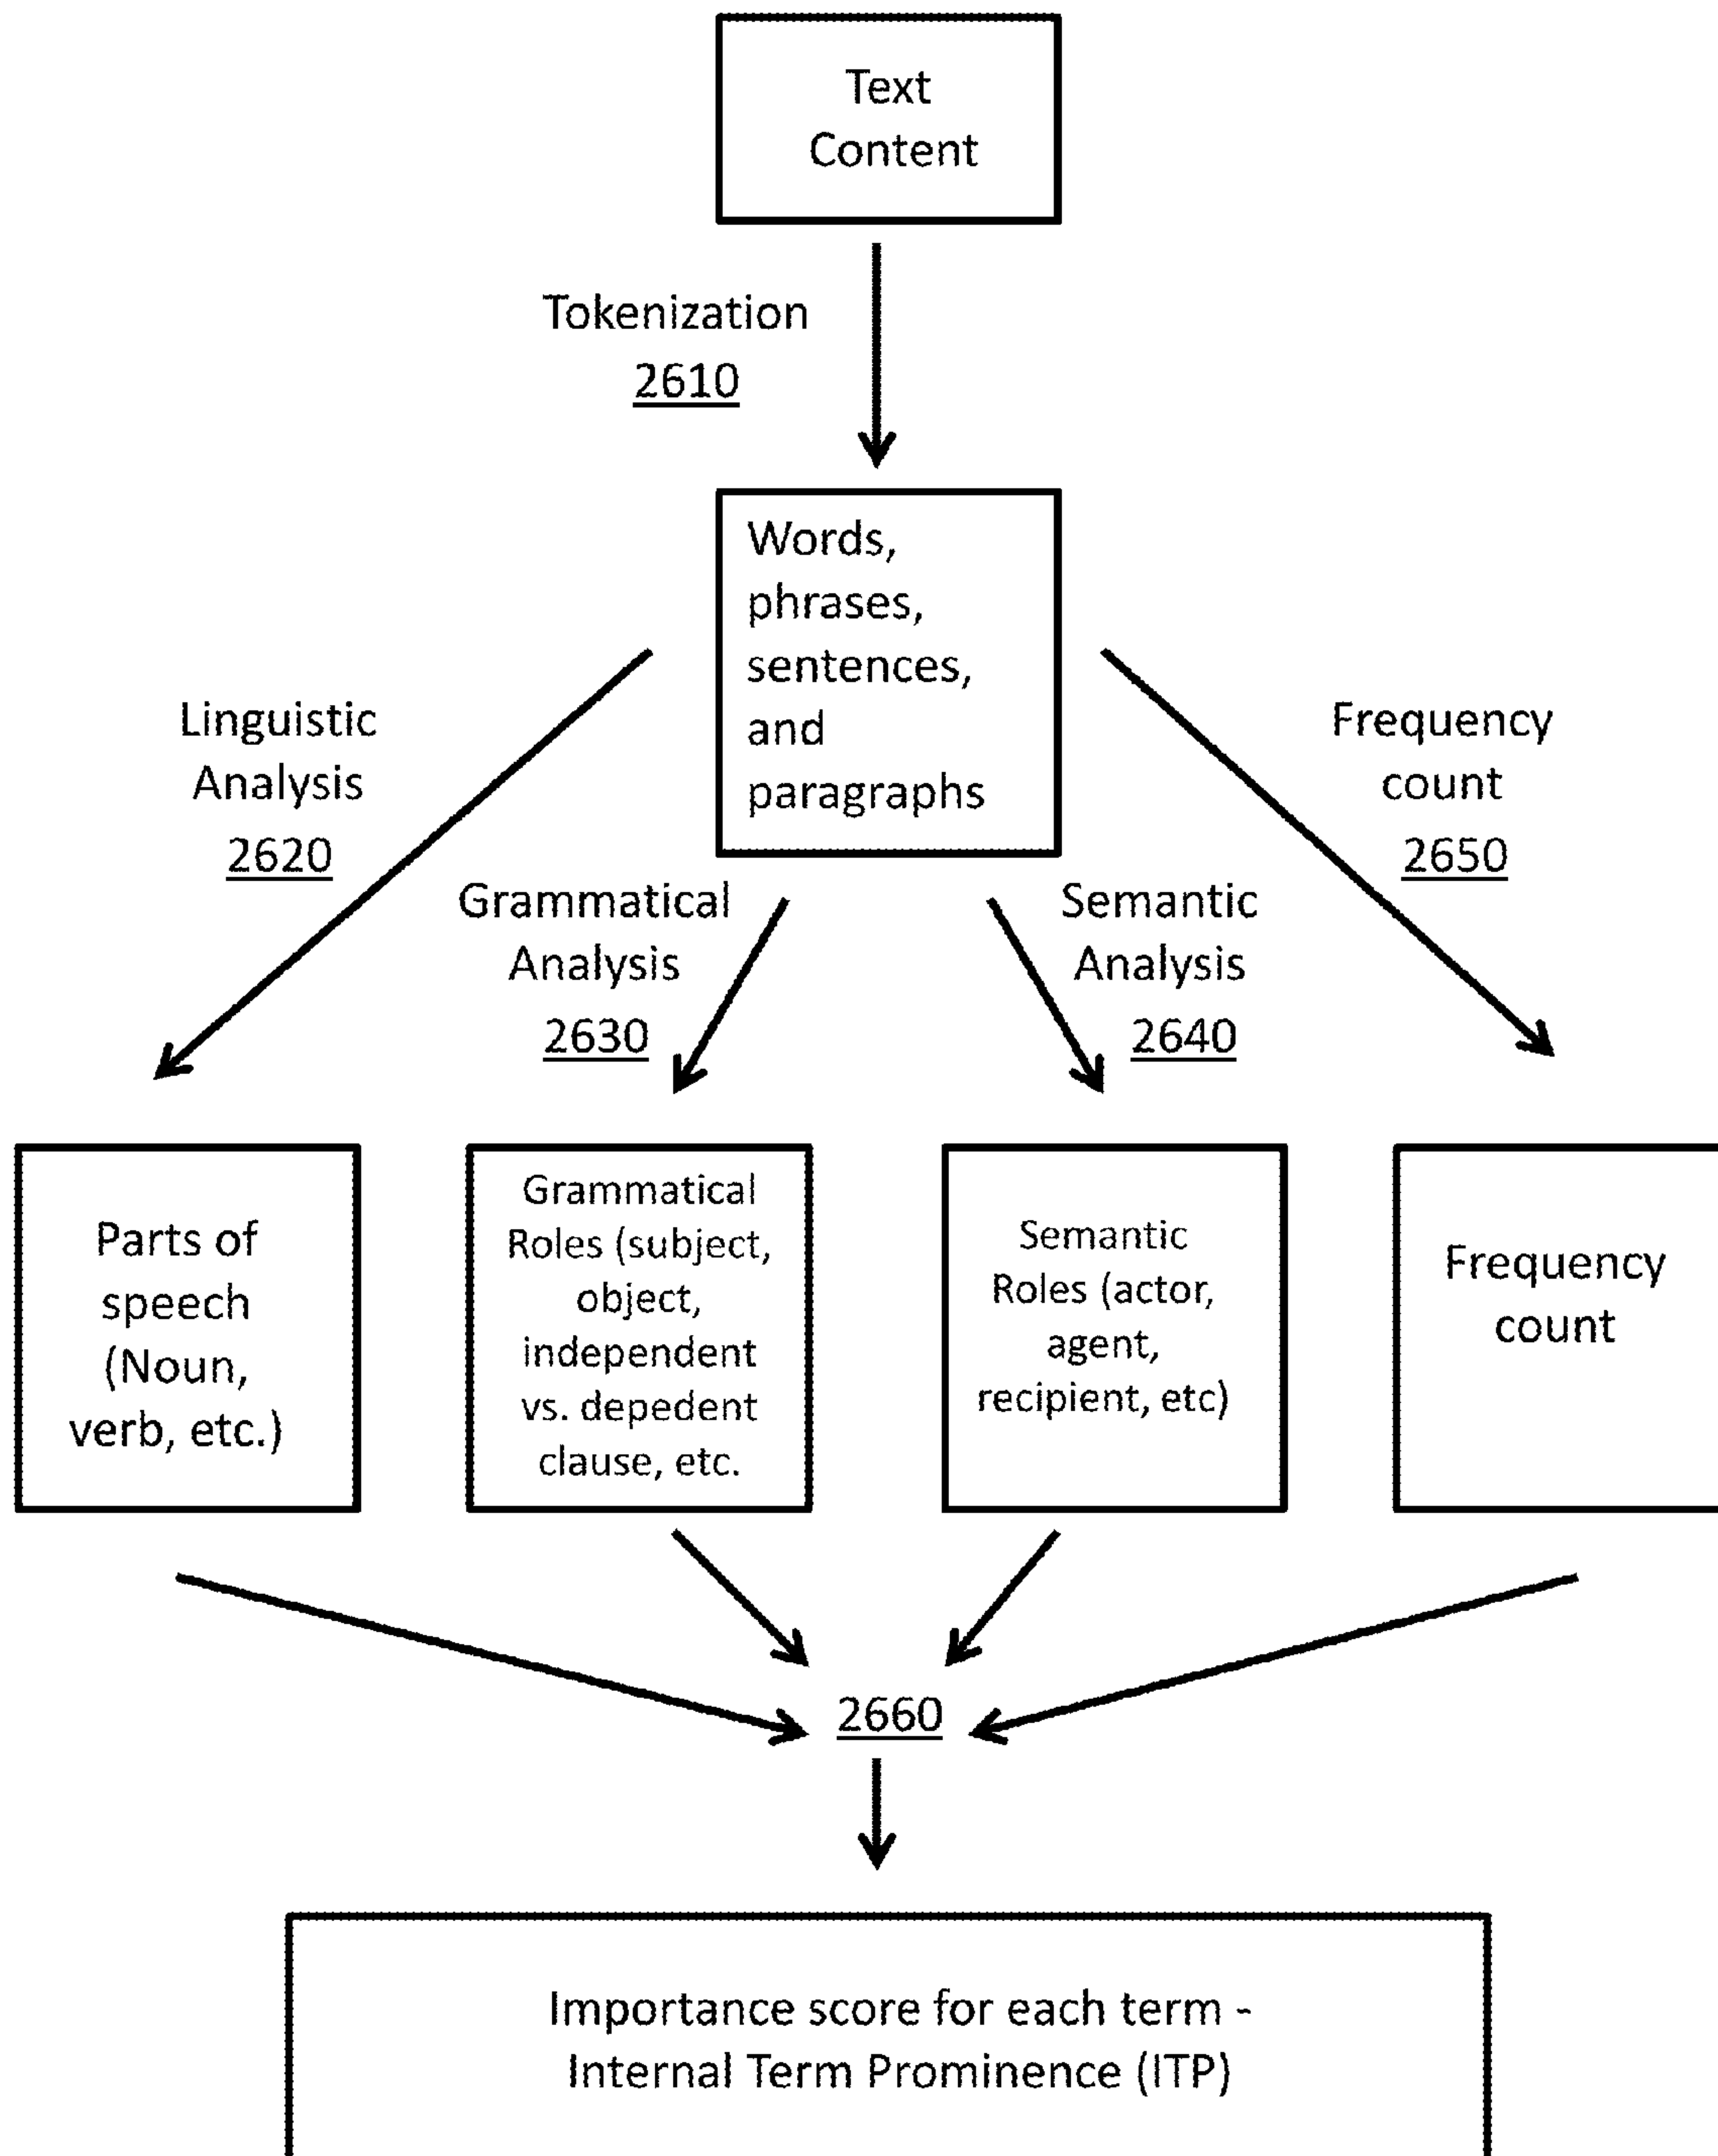 Text
Content
Tokenization
2610
Words,
phrases,
sentences,
and
paragraphs
Linguistic
Analysis
2620
Grammatical
Analysis
2630
Semantic
Analysis
2640
Frequency
count
2650
Parts of
speech
(Noun,
verb, etc.)
Grammatical
Roles (subject,
object,
independent
vs. depedent
clause, etc.
Semantic
Roles (actor,
agent,
recipient, etc)
Frequency
count
2660
Importance score for each term -
Internal Term Prominence (ITP)